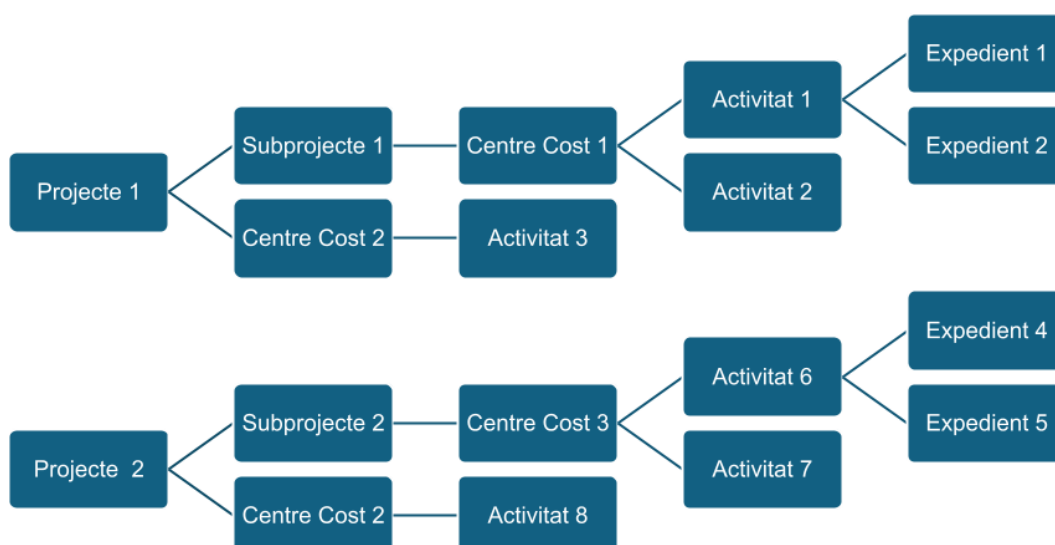 Projecte 1
Subprojecte 1
Centre Cost 1
Activitat 1
Expedient 1
Expedient 2
Activitat 2
Centre Cost 2
Activitat 3
Projecte 2
Subprojecte 2
Centre Cost 3
Activitat 6
Expedient 4
Expedient 5
Activitat 7
Centre Cost 2
Activitat 8